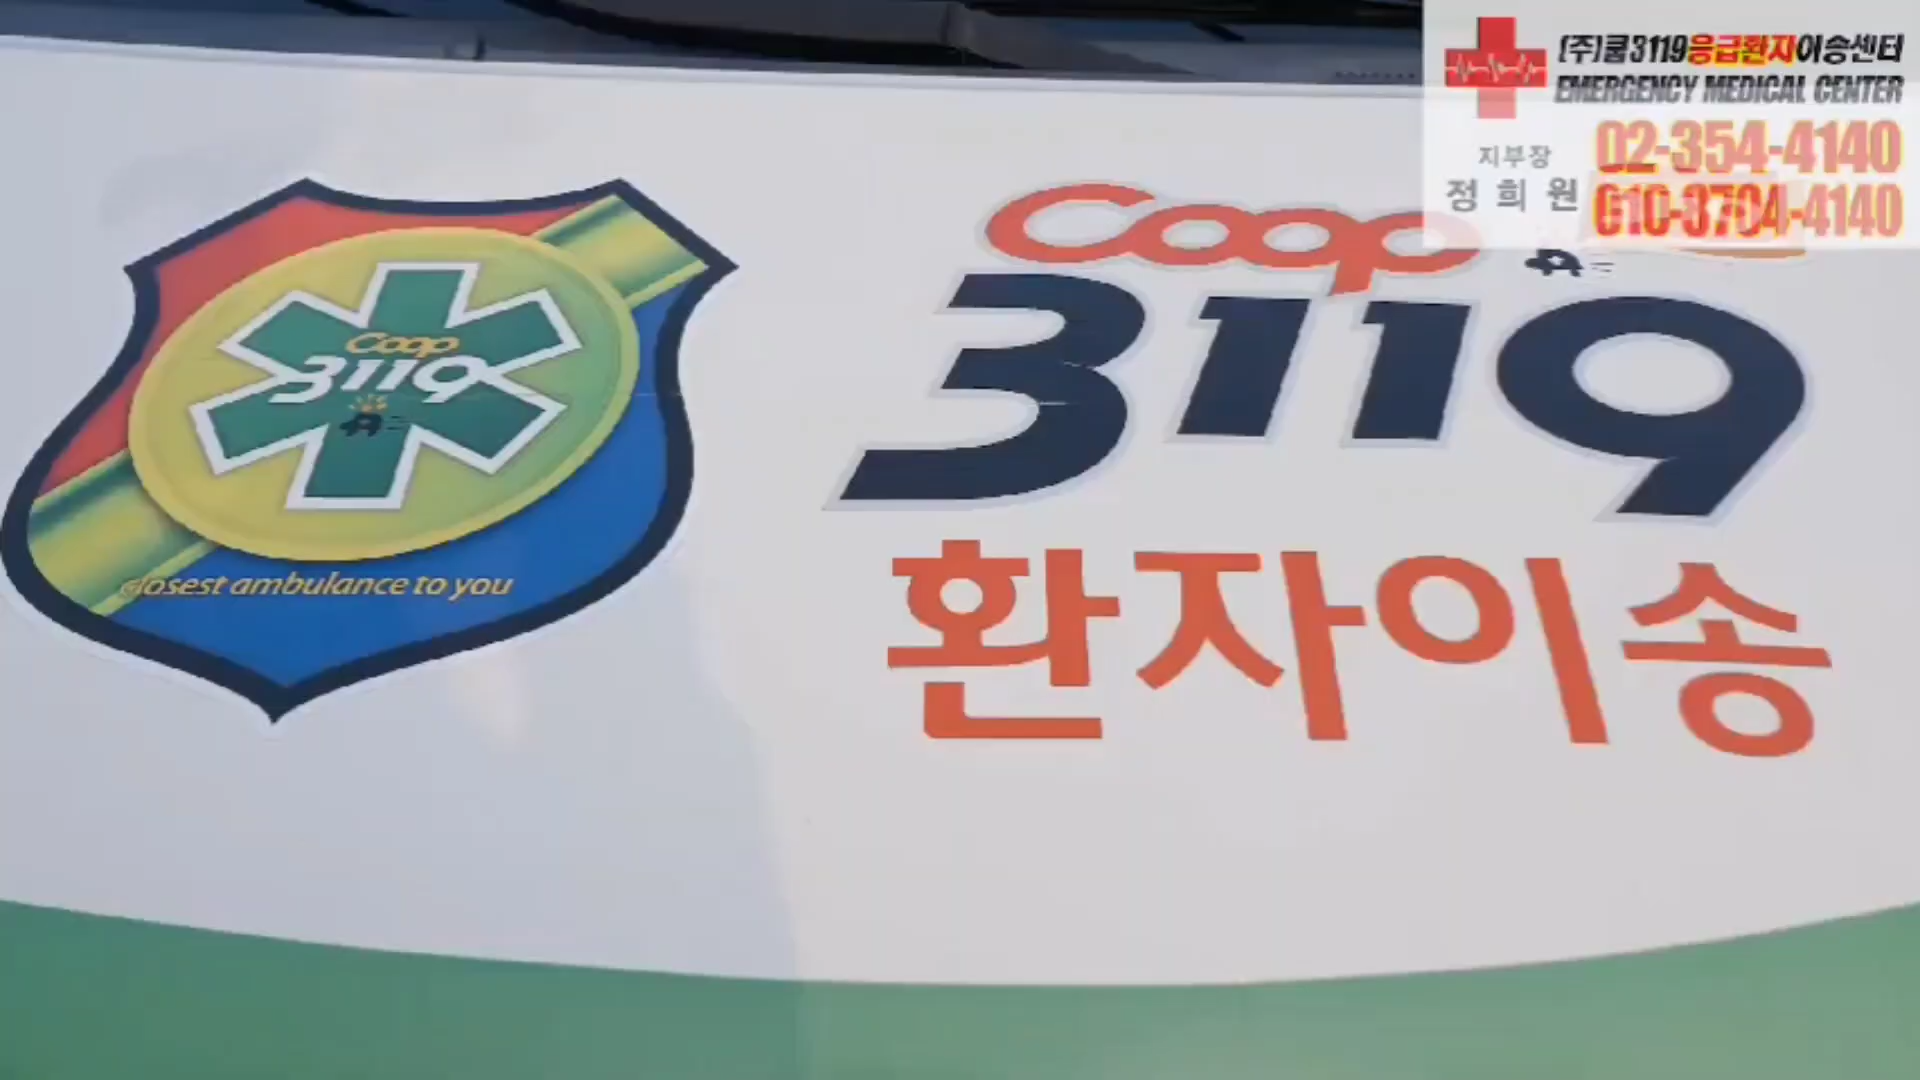 (주)쿱3119응급환자이송센터
EMERGENCY MEDICAL CENTER
지부장
정희원
02-354-4140
010-3704-4140
Coop
3119
환자이송
Coop
3119
closest ambulance to you